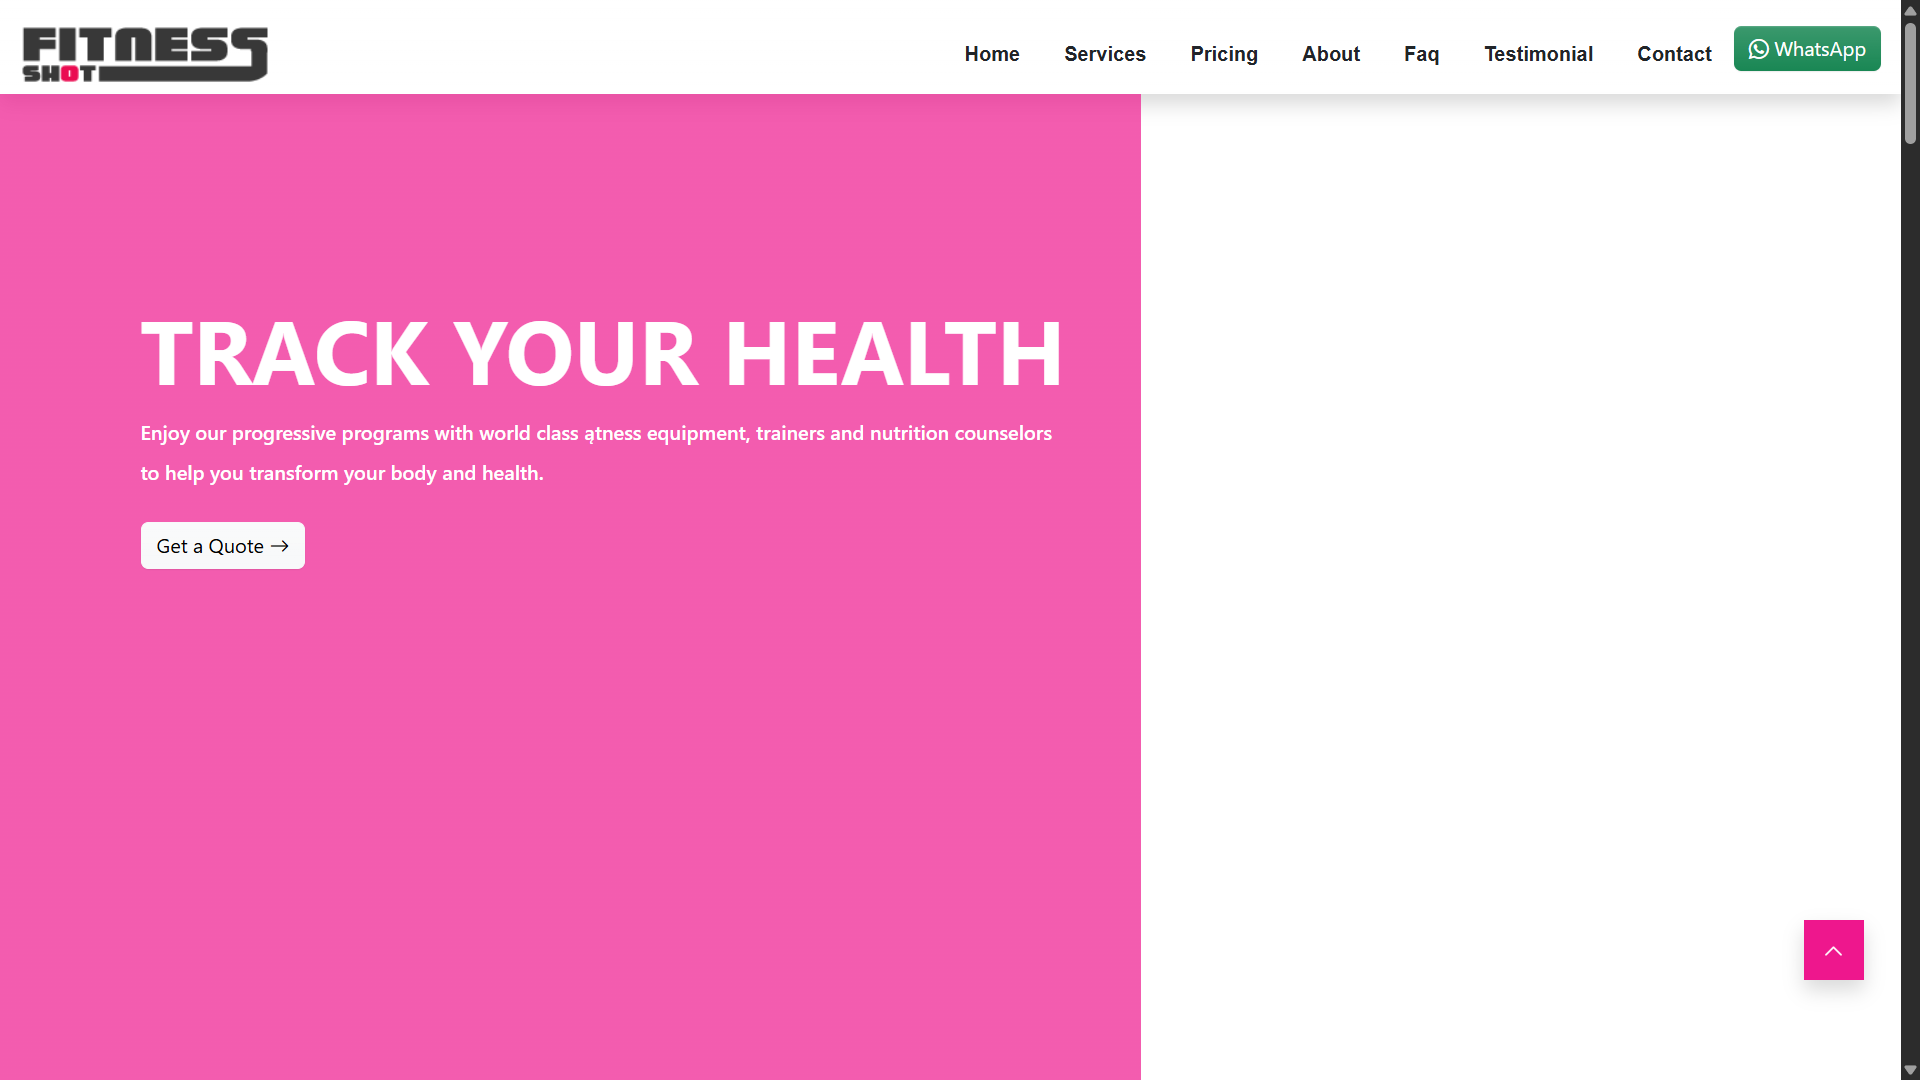 FITNESS
SHOT
Home
Services
Pricing
About
Faq
Testimonial
Contact
WhatsApp
TRACK YOUR HEALTH
Enjoy our progressive programs with world class ątness equipment, trainers and nutrition counselors
to help you transform your body and health.
Get a Quote →